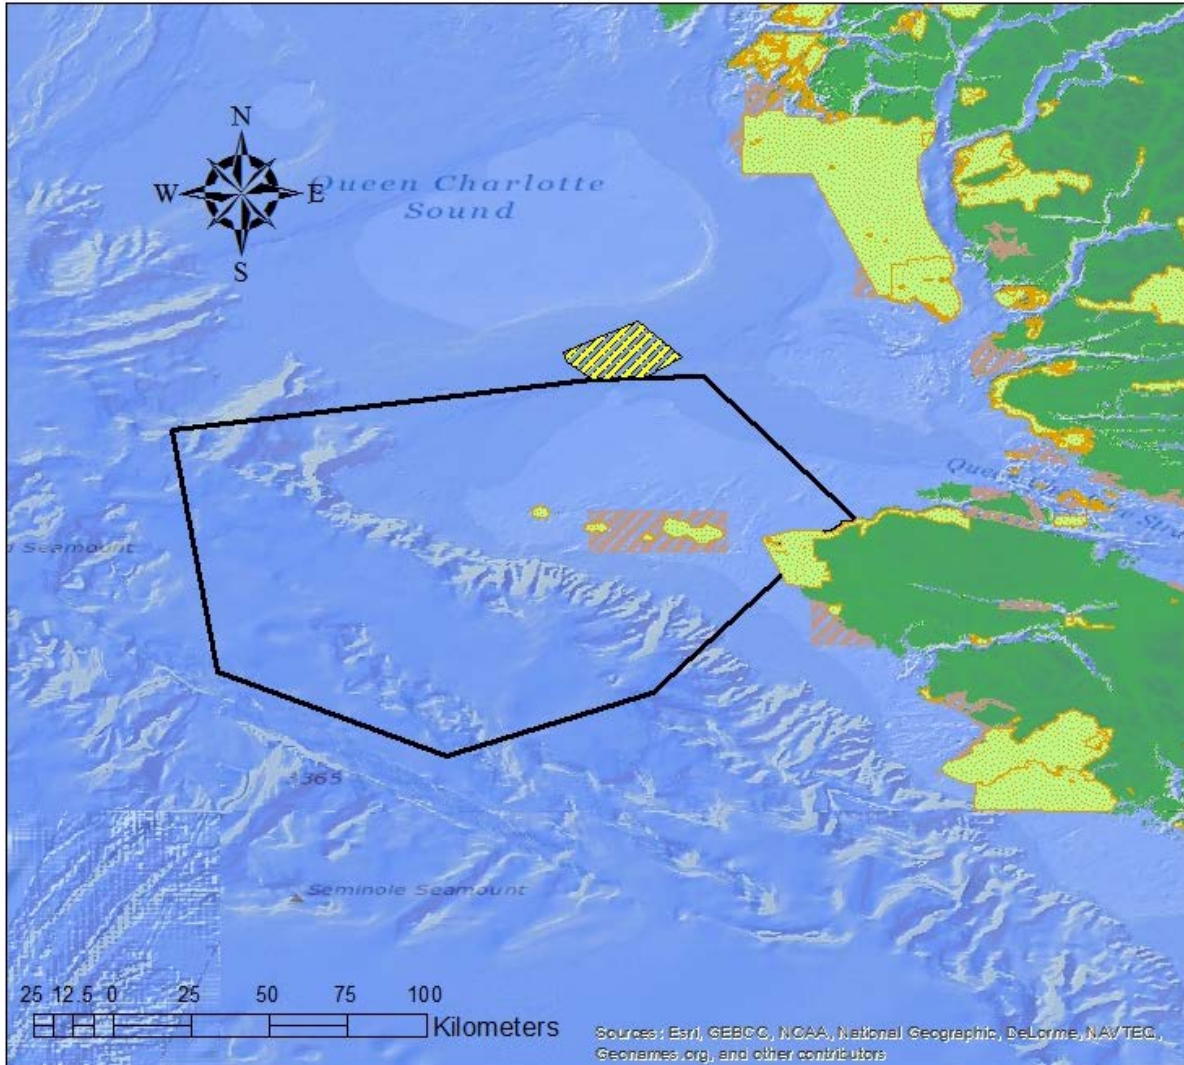 N
W E
S
Queen Charlotte
Sound
Seamount
365
Seminole Seamount
25 12.5 0 25 50 75 100
Kilometers
Sources: Esri, GEBCO, NOAA, National Geographic, DeLorme, NAVTEQ,
Geonames.org, and other contributors